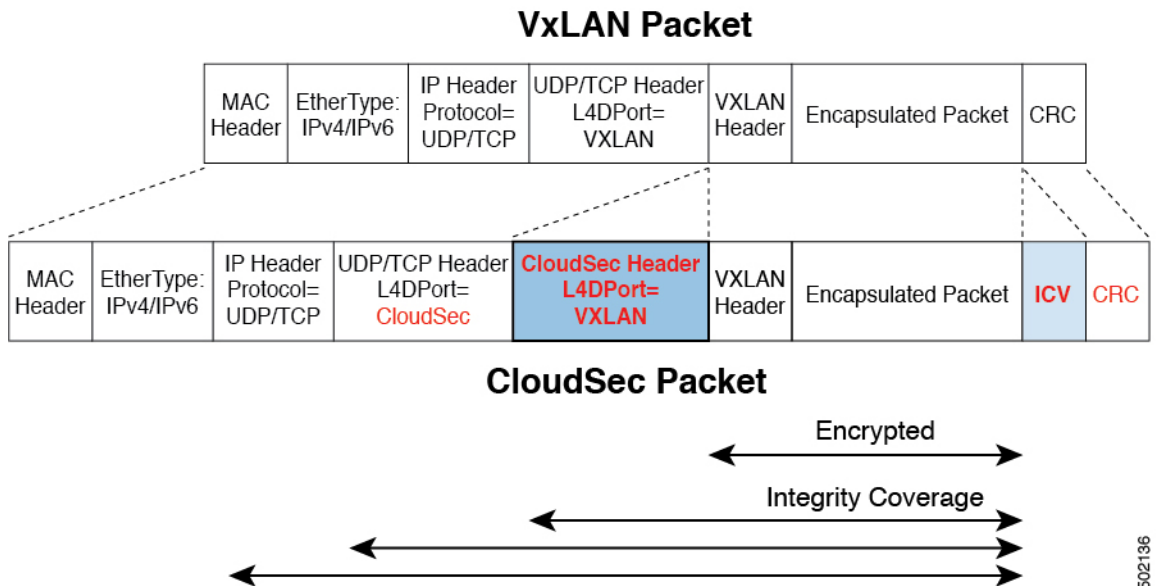 VxLAN Packet
MAC
Header
EtherType:
IPv4/IPv6
IP Header
Protocol=
UDP/TCP
UDP/TCP Header
L4DPort=
VXLAN
VXLAN
Header
Encapsulated Packet
CRC
MAC
Header
EtherType:
IPv4/IPv6
IP Header
Protocol=
UDP/TCP
UDP/TCP Header
L4DPort=
CloudSec
CloudSec Header
L4DPort=
VXLAN
VXLAN
Header
Encapsulated Packet
ICV
CRC
CloudSec Packet
Encrypted
Integrity Coverage
502136